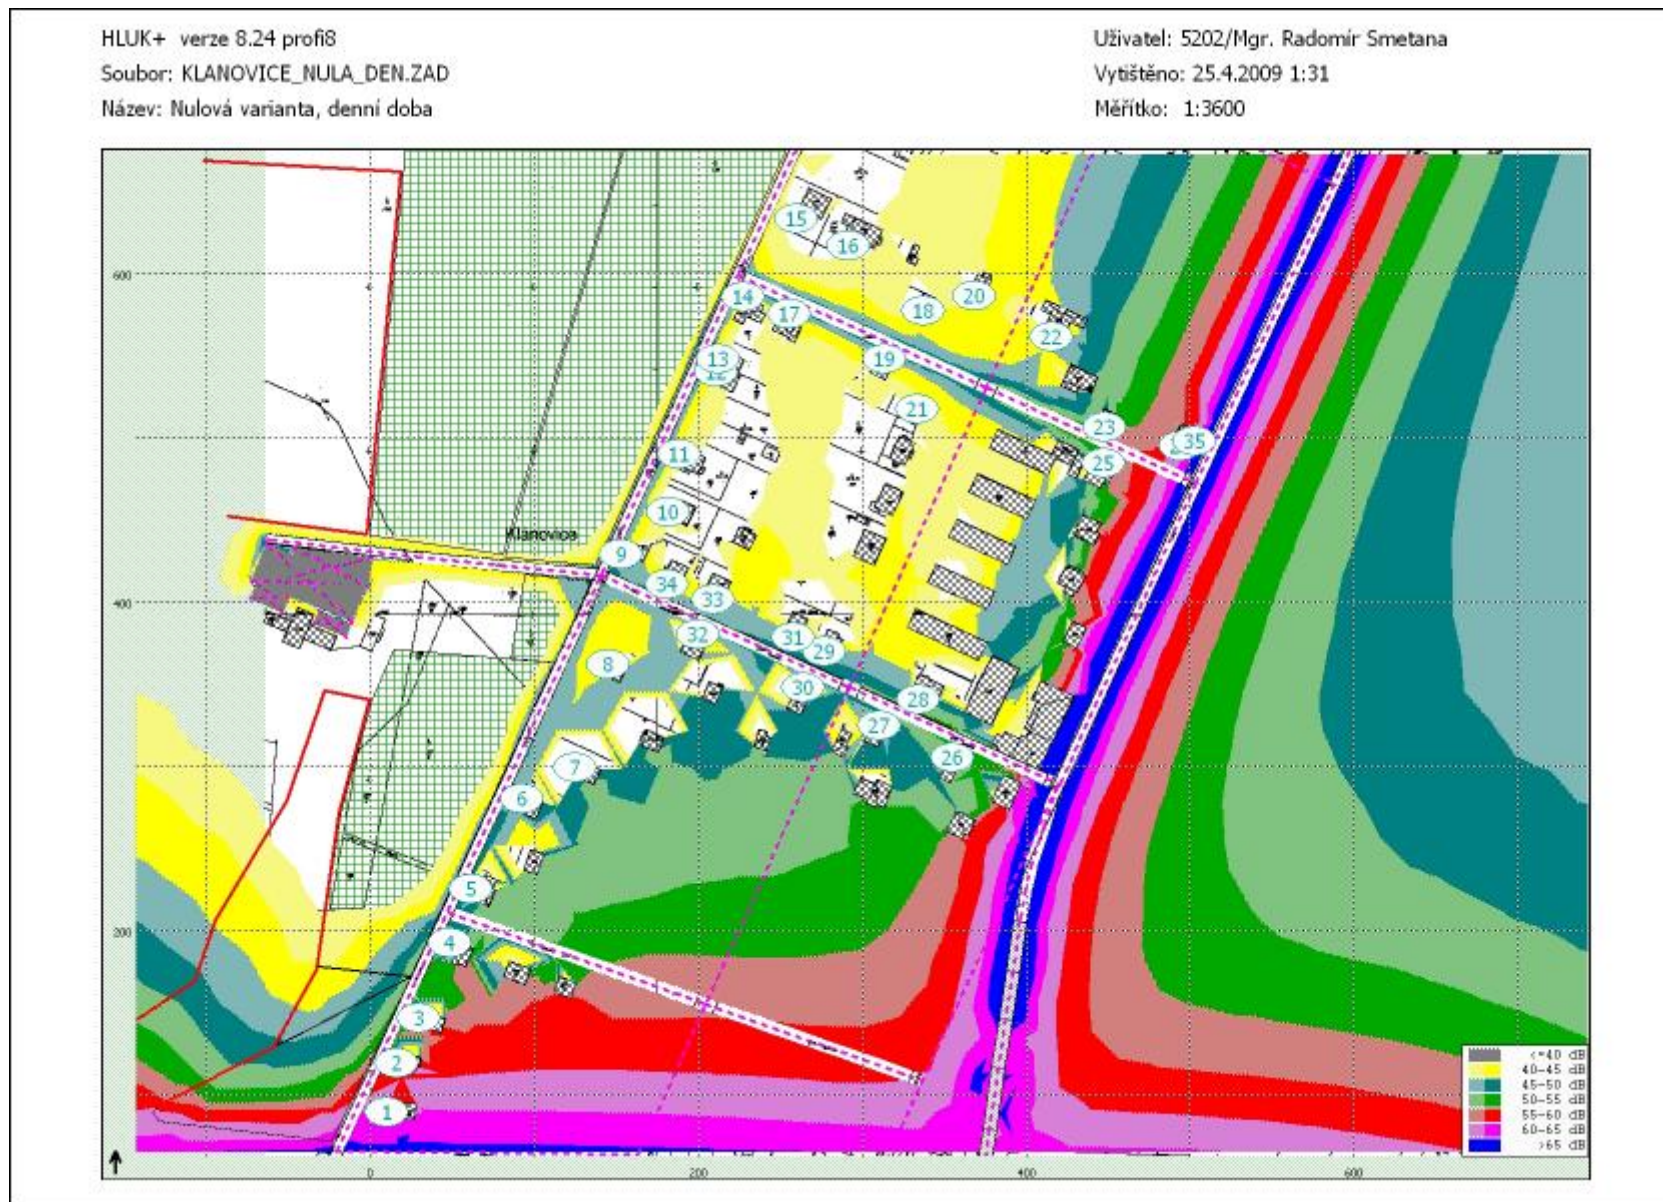 HLUK+ verze 8.24 profi8
Soubor: KLANOVICE_NULA_DEN.ZAD
Název: Nulová varianta, denní doba
Uživatel: 5202/Mgr. Radomír Smetana
Vytištěno: 25.4.2009 1:31
Měřítko: 1:3600
15
16
600
20
14
18
17
22
13
19
21
23
35
11
25
10
Klanovice
9
34
400
33
32
31
29
8
30
28
27
26
7
6
5
200
4
3
2
1
<=40 dB
40-45 dB
45-50 dB
50-55 dB
55-60 dB
60-65 dB
>65 dB
0
200
400
600